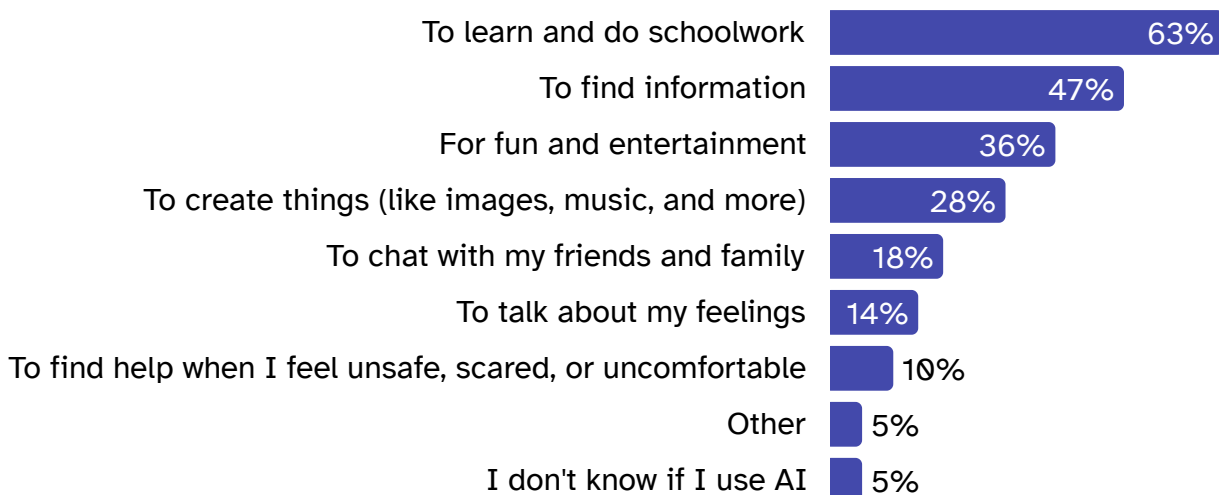 To learn and do schoolwork 63%
To find information 47%
For fun and entertainment 36%
To create things (like images, music, and more) 28%
To chat with my friends and family 18%
To talk about my feelings 14%
To find help when I feel unsafe, scared, or uncomfortable 10%
Other 5%
I don't know if I use AI 5%